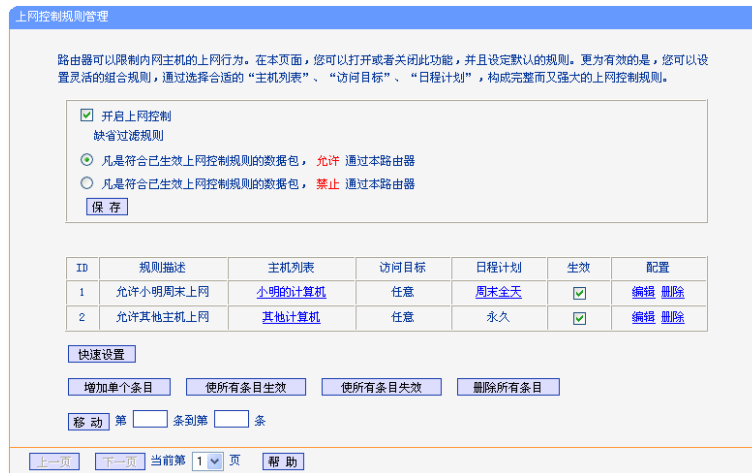 上网控制规则管理
路由器可以限制内网主机的上网行为。在本页面，您可以打开或者关闭此功能，并且设定默认的规则。更为有效的是，您可以设
置灵活的组合规则，通过选择合适的“主机列表”、“访问目标”、“日程计划”，构成完整而又强大的上网控制规则。
开启上网控制
缺省过滤规则
凡是符合已生效上网控制规则的数据包， 允许 通过本路由器
凡是符合已生效上网控制规则的数据包， 禁止 通过本路由器
保 存
ID 规则描述 主机列表 访问目标 日程计划 生效 配置
1 允许小明周末上网 小明的计算机 任意 周末全天 编辑 删除
2 允许其他主机上网 其他计算机 任意 永久 编辑 删除
快速设置
增加单个条目 使所有条目生效 使所有条目失效 删除所有条目
移 动 第 条到第 条
上一页 下一页 当前第 1 页 帮 助